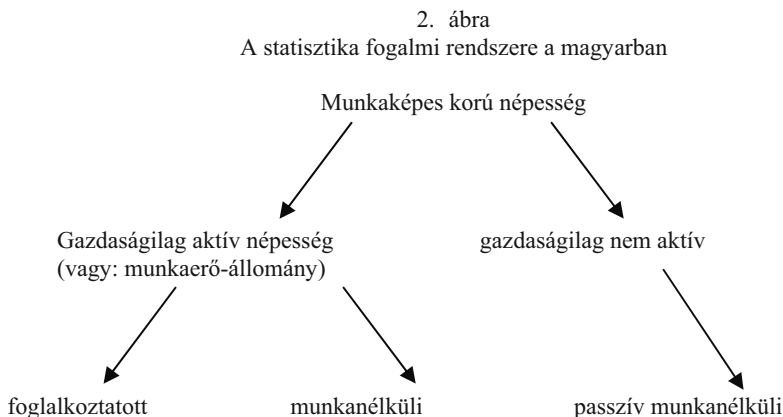 2. ábra
A statisztika fogalmi rendszere a magyarban
Munkaképes korú népesség
Gazdaságilag aktív népesség
(vagy: munkaerő-állomány)
gazdaságilag nem aktív
foglalkoztatott
munkanélküli
passzív munkanélküli